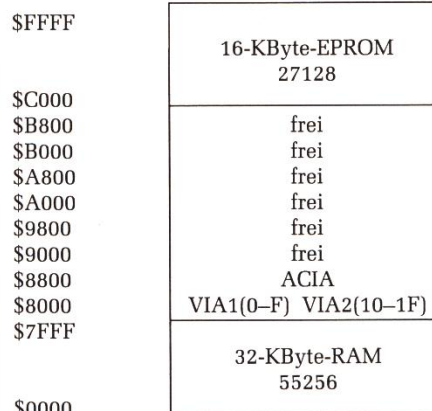 $FFFF
16-KByte-EPROM
27128
$C000
$B800 frei
$B000 frei
$A800 frei
$A000 frei
$9800 frei
$9000 frei
$8800 ACIA
$8000 VIA1(0–F) VIA2(10–1F)
$7FFF
32-KByte-RAM
55256
$0000